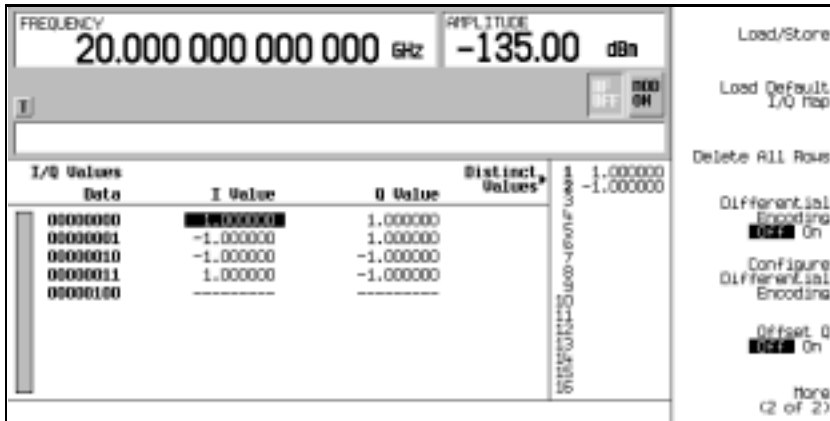 FREQUENCY
20.000 000 000 000 GHz
AMPLITUDE
-135.00 dBm
RF OFF
MOD ON
T
I/Q Values
Distinct Values
Data I Value Q Value
00000000 1.000000 1.000000
00000001 -1.000000 1.000000
00000010 -1.000000 -1.000000
00000011 1.000000 -1.000000
00000100 --------- ---------
1 1.000000
2 -1.000000
3
4
5
6
7
8
9
10
11
12
13
14
15
16
Load/Store
Load Default
I/Q Map
Delete All Rows
Differential
Encoding
Off On
Configure
Differential
Encoding
Offset Q
Off On
More
(2 of 2)